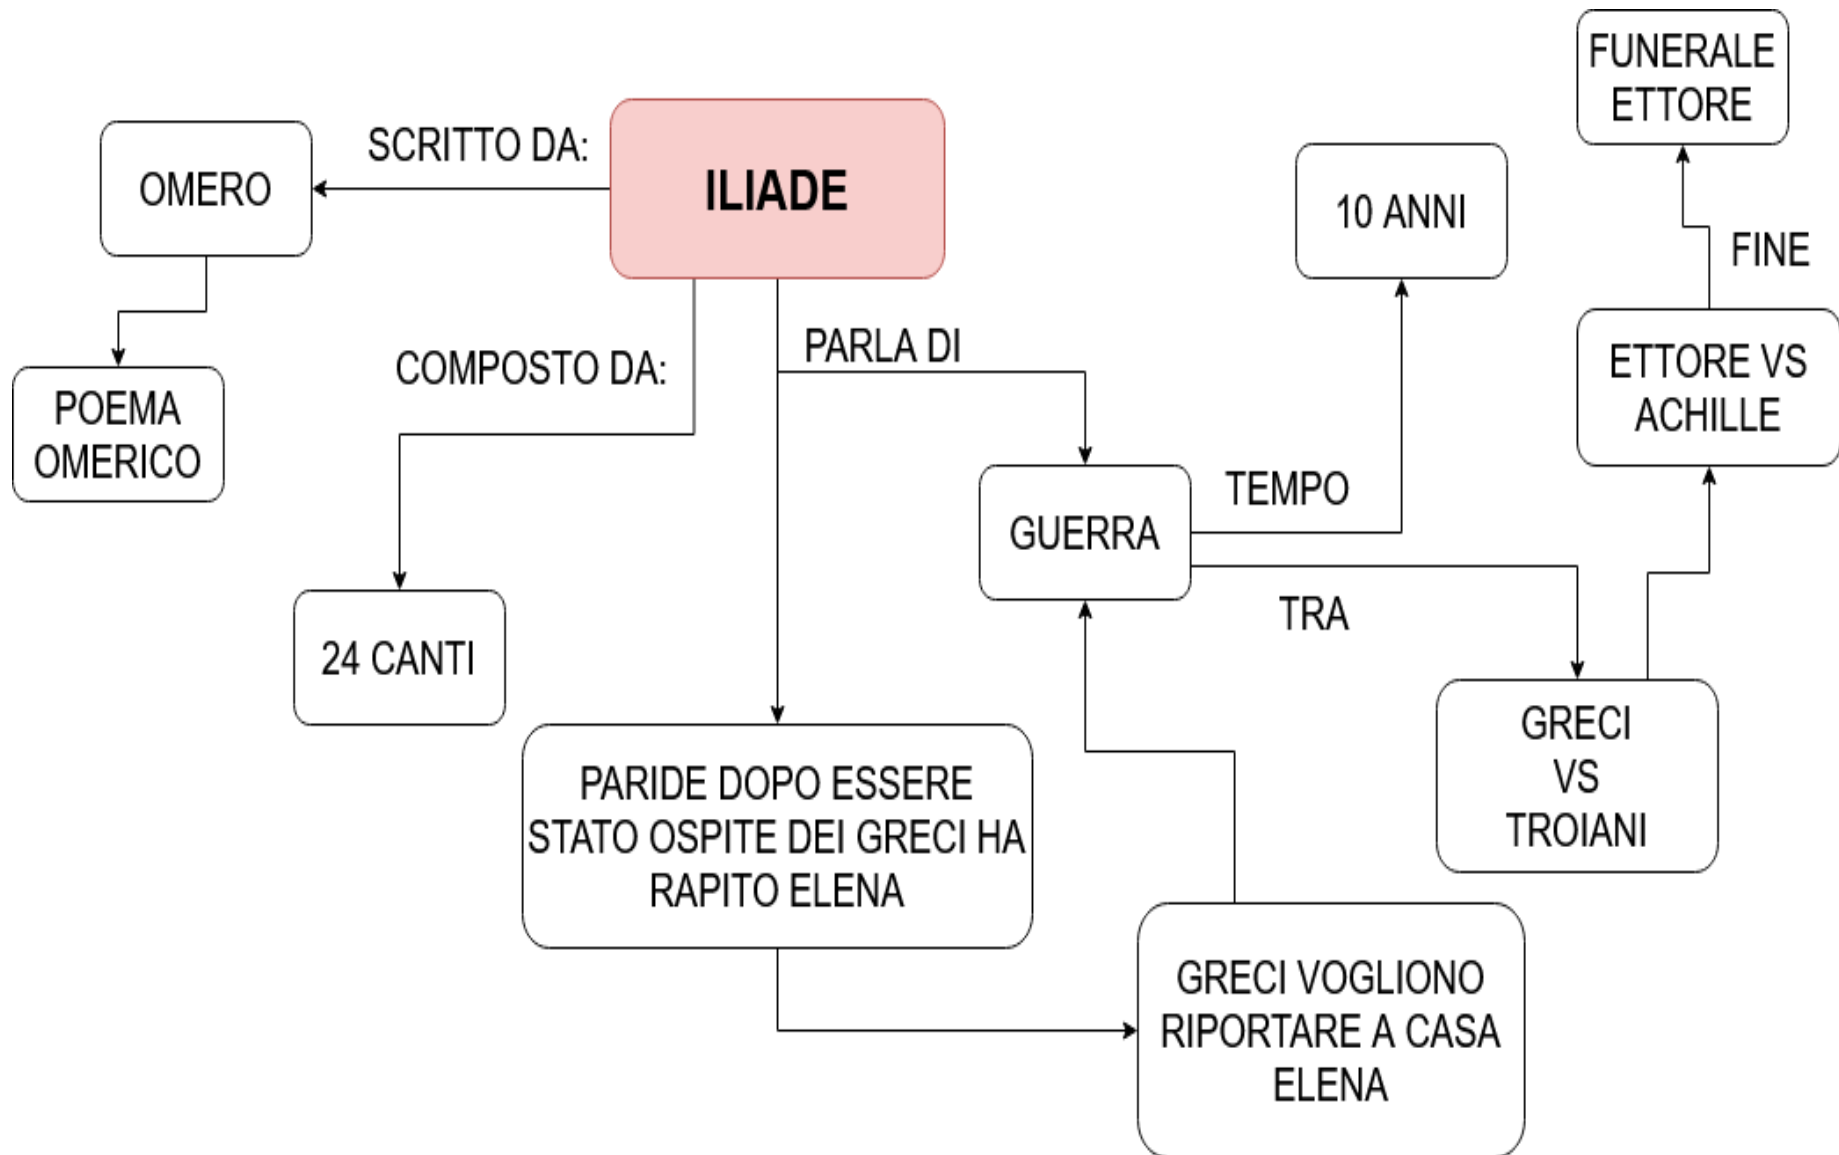 ILIADE
SCRITTO DA:
OMERO
POEMA
OMERICO
COMPOSTO DA:
24 CANTI
PARLA DI
PARIDE DOPO ESSERE
STATO OSPITE DEI GRECI HA
RAPITO ELENA
GRECI VOGLIONO
RIPORTARE A CASA
ELENA
GUERRA
TEMPO
10 ANNI
TRA
GRECI
VS
TROIANI
ETTORE VS
ACHILLE
FINE
FUNERALE
ETTORE